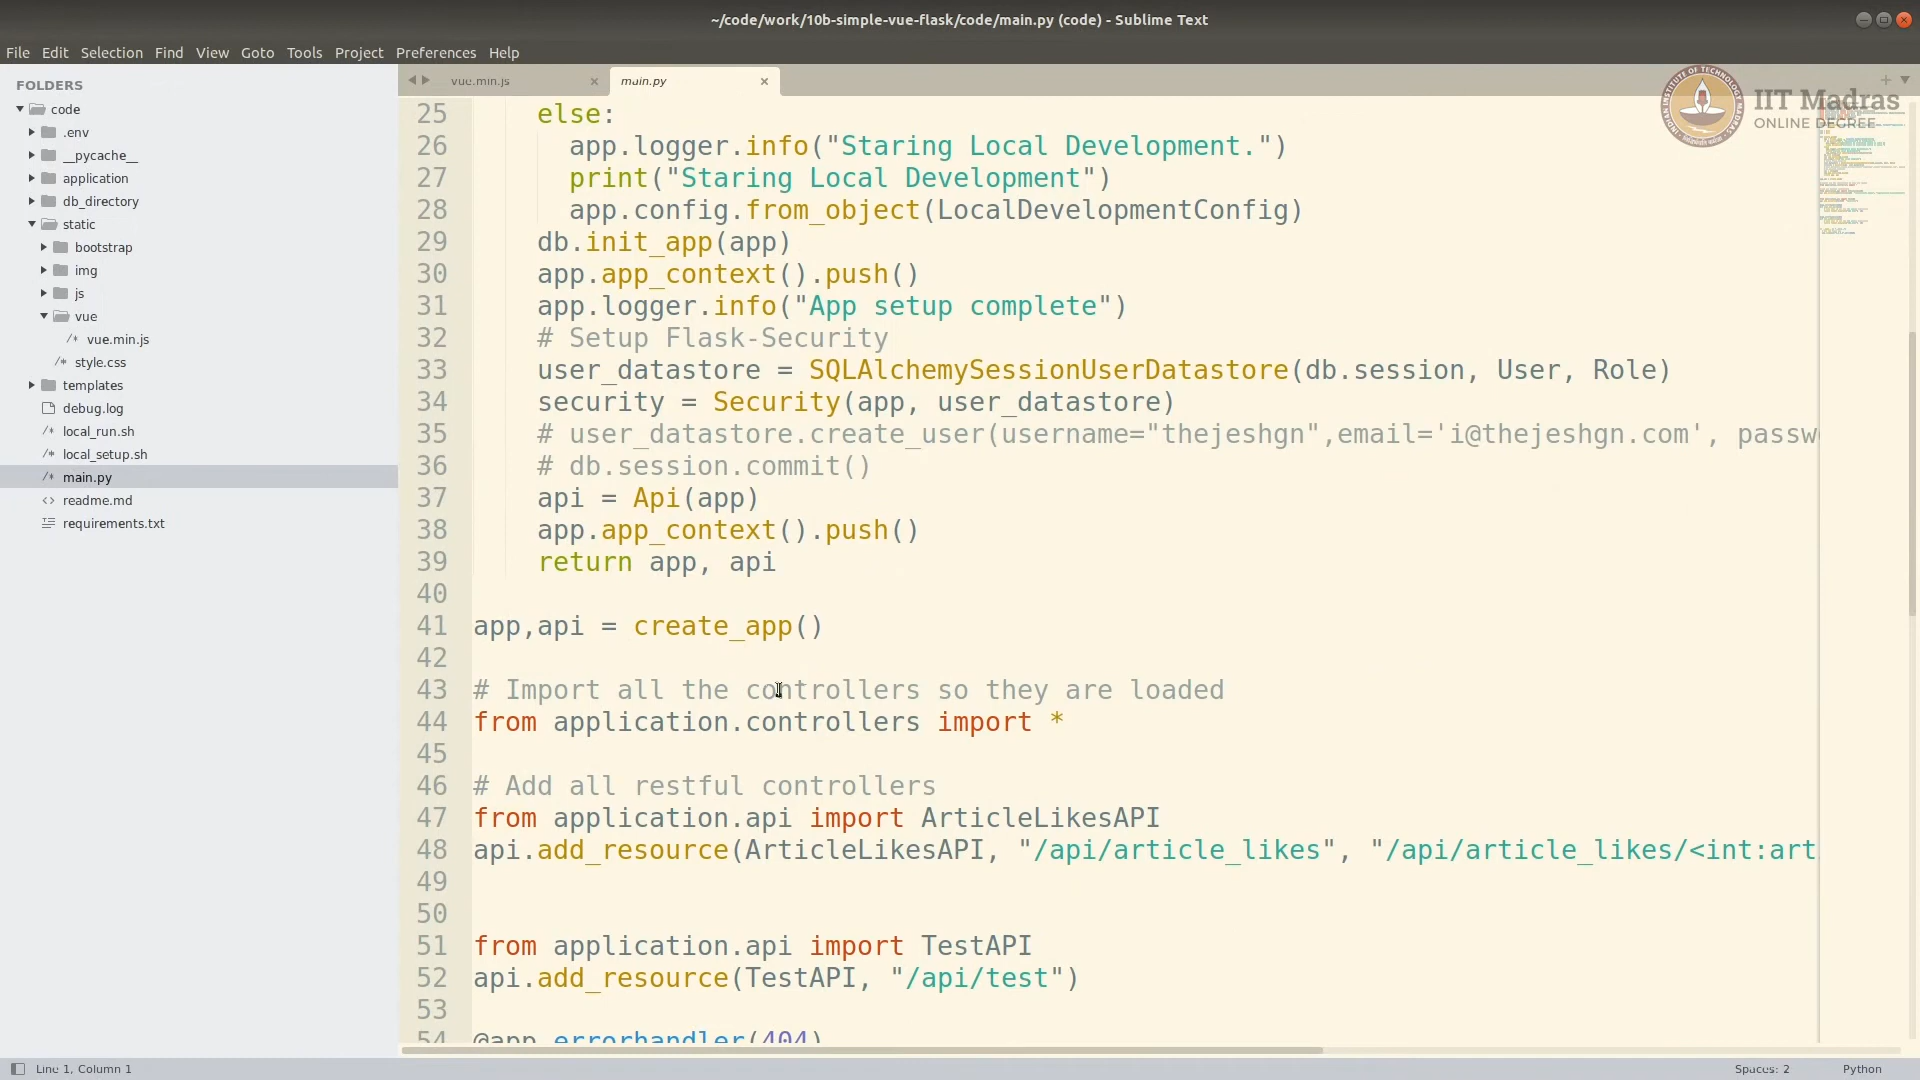 ~/code/work/10b-simple-vue-flask/code/main.py (code) - Sublime Text
File Edit Selection Find View Goto Tools Project Preferences Help
FOLDERS
code
.env
__pycache__
application
db_directory
static
bootstrap
img
js
vue
vue.min.js
style.css
templates
debug.log
local_run.sh
local_setup.sh
main.py
readme.md
requirements.txt
vue.min.js
main.py
IIT Madras
ONLINE DEGREE
25 else:
26 app.logger.info("Staring Local Development.")
27 print("Staring Local Development")
28 app.config.from_object(LocalDevelopmentConfig)
29 db.init_app(app)
30 app.app_context().push()
31 app.logger.info("App setup complete")
32 # Setup Flask-Security
33 user_datastore = SQLAlchemySessionUserDatastore(db.session, User, Role)
34 security = Security(app, user_datastore)
35 # user_datastore.create_user(username="thejeshgn",email='i@thejeshgn.com', passw
36 # db.session.commit()
37 api = Api(app)
38 app.app_context().push()
39 return app, api
40
41 app,api = create_app()
42
43 # Import all the controllers so they are loaded
44 from application.controllers import *
45
46 # Add all restful controllers
47 from application.api import ArticleLikesAPI
48 api.add_resource(ArticleLikesAPI, "/api/article_likes", "/api/article_likes/<int:art
49
50
51 from application.api import TestAPI
52 api.add_resource(TestAPI, "/api/test")
53
54 @app.errorhandler(404)
Line 1, Column 1
Spaces: 2
Python